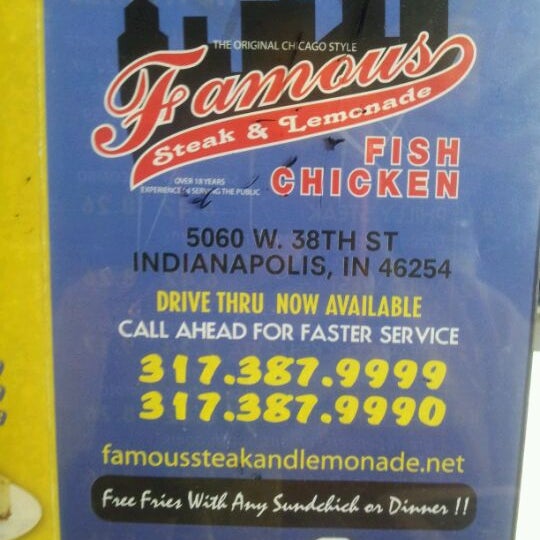 THE ORIGINAL CHICAGO STYLE
Famous
Steak & Lemonade
FISH
CHICKEN
OVER 18 YEARS
EXPERIENCE SERVING THE PUBLIC
5060 W. 38TH ST
INDIANAPOLIS, IN 46254
DRIVE THRU NOW AVAILABLE
CALL AHEAD FOR FASTER SERVICE
317.387.9999
317.387.9990
famoussteakandlemonade.net
Free Fries With Any Sundchich or Dinner !!